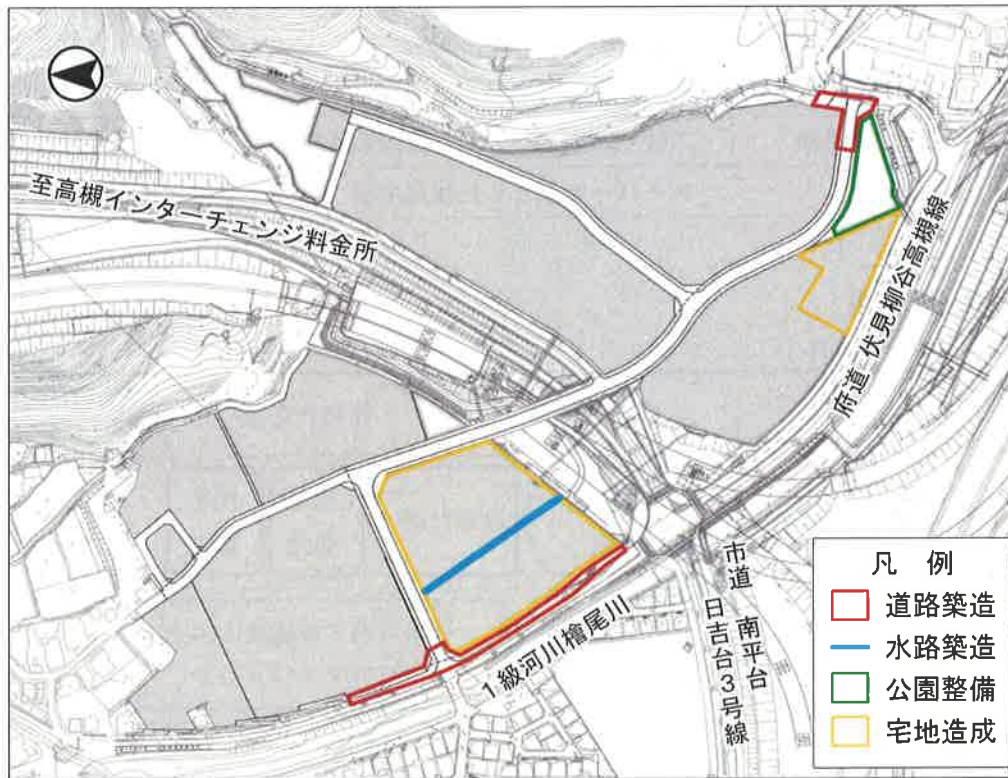 至高槻インターチェンジ料金所
府道 伏見柳谷高槻線
1級河川檜尾川
市道 南平台
日吉台3号線
凡 例
道路築造
水路築造
公園整備
宅地造成